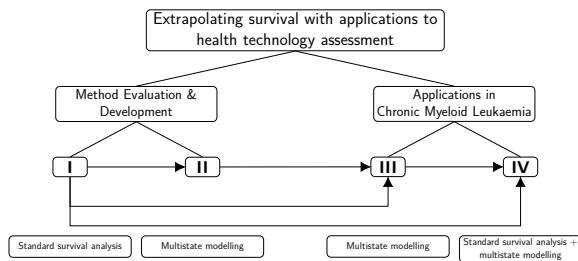 Extrapolating survival with applications to
health technology assessment
Method Evaluation &
Development
Applications in
Chronic Myeloid Leukaemia
I
II
III
IV
Standard survival analysis
Multistate modelling
Multistate modelling
Standard survival analysis +
multistate modelling